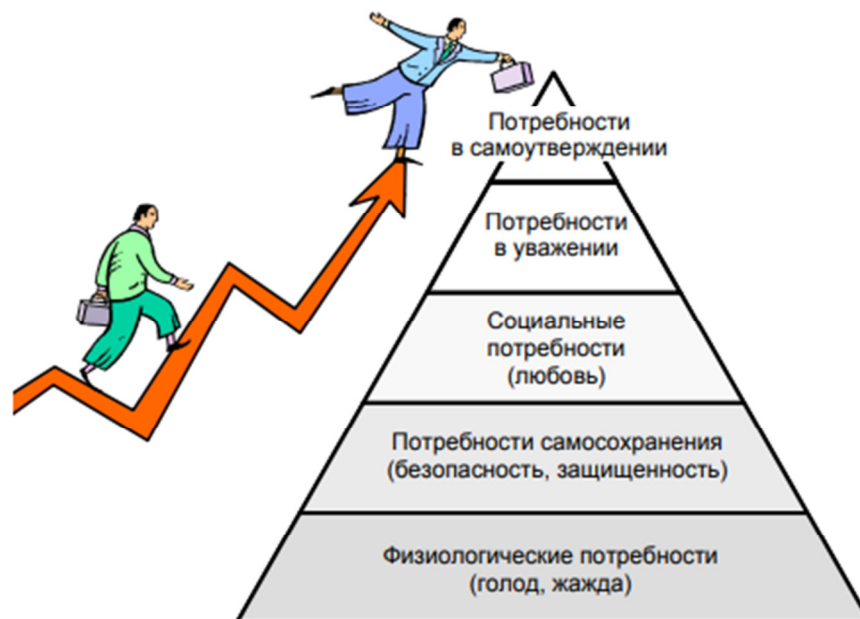 Потребности
в самоутверждении
Потребности
в уважении
Социальные
потребности
(любовь)
Потребности самосохранения
(безопасность, защищенность)
Физиологические потребности
(голод, жажда)